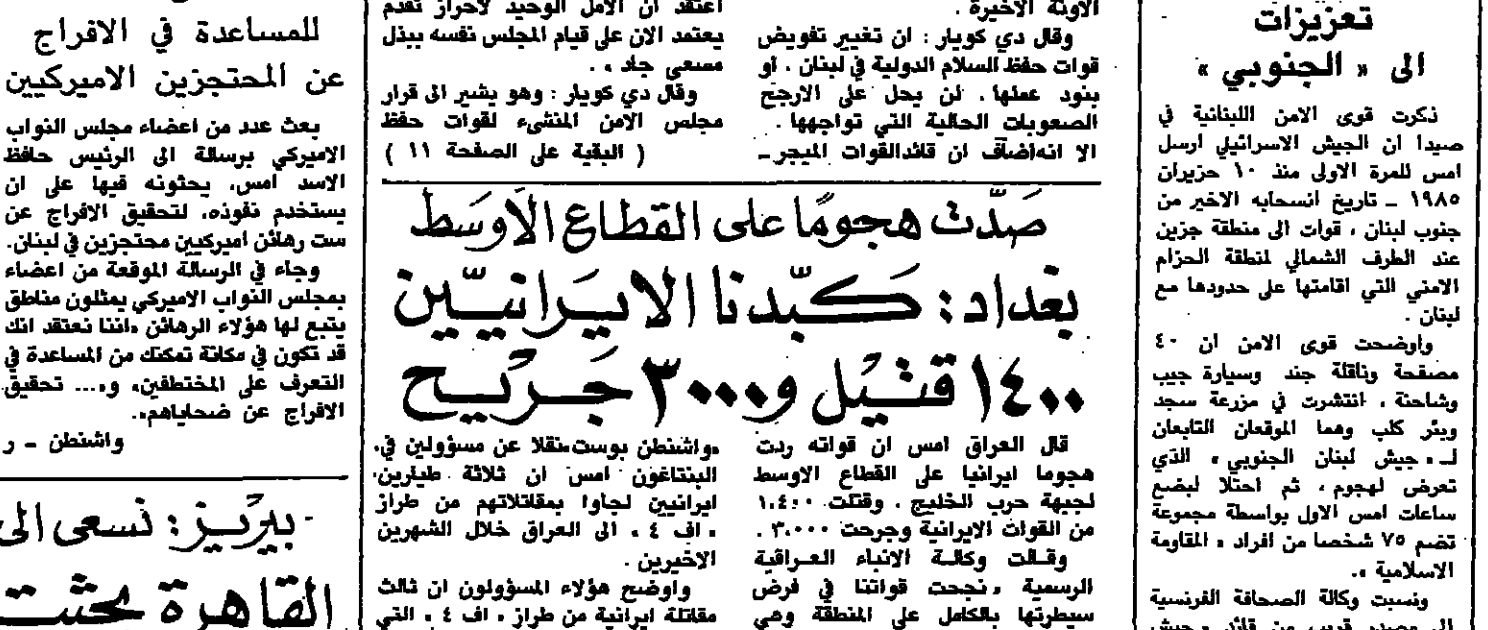 تعزيزات
الى « الجنوبي »
ذكرت قوى الامن اللبنانية في
صيدا ان الجيش الاسرائيلي ارسل
امس للمرة الاولى منذ ١٠ حزيران
١٩٨٥ ـ تاريخ انسحابه الاخير من
جنوب لبنان ، قوات الى منطقة جزين
عند الطرف الشمالي لمنطقة الحزام
الامني التي اقامتها على حدودها مع
لبنان .
واوضحت قوى الامن ان ٤٠
مصفحة وناقلة جند وسيارة جيب
وشاحنة ، انتشرت في مزرعة سجد
وبئر كلب وهما الموقعان التابعان
لـ « جيش لبنان الجنوبي » الذي
تعرض لهجوم ، ثم احتلا لبضع
ساعات امس الاول بواسطة مجموعة
تضم ٧٥ شخصا من افراد « المقاومة
الاسلامية ».
ونسبت وكالة الصحافة الفرنسية
الى مصدر قريب من قائد « جيش
الاونة الاخيرة .
وقال دي كويار : ان تغيير تفويض
قوات حفظ السلام الدولية في لبنان ، او
بنود عملها ، لن يحل على الارجح
الصعوبات الحالية التي تواجهها .
الا انه اضاف ان قائد القوات الميجر ـ
اعتقد ان الامل الوحيد لاحراز تقدم
يعتمد الان على قيام المجلس نفسه ببذل
مسعى جاد » .
وقال دي كويار : وهو يشير الى قرار
مجلس الامن المنشىء لقوات حفظ
( البقية على الصفحة ١١ )
صَدّت هجومًا على القطاع الاوسط
بغداد : كبّدنا الايرانيّين
١٤٠٠ قتيل و٣٠٠٠ جريح
قال العراق امس ان قواته ردت
هجوما ايرانيا على القطاع الاوسط
لجبهة حرب الخليج ، وقتلت ١،٤٠٠
من القوات الايرانية وجرحت ٣،٠٠٠ .
وقالت وكالة الانباء العراقية
الرسمية « نجحت قواتنا في فرض
سيطرتها بالكامل على المنطقة وهي
«واشنطن بوست» نقلا عن مسؤولين في
البنتاغون امس ان ثلاثة طيارين
ايرانيين لجاوا بمقاتلاتهم من طراز
« اف ٤ » الى العراق خلال الشهرين
الاخيرين .
واوضح هؤلاء المسؤولون ان ثالث
مقاتلة ايرانية من طراز « اف ٤ » التي
للمساعدة في الافراج
عن المحتجزين الاميركيين
بعث عدد من اعضاء مجلس النواب
الاميركي برسالة الى الرئيس حافظ
الاسد امس، يحثونه فيها على ان
يستخدم نفوذه، لتحقيق الافراج عن
ست رهائن اميركيين محتجزين في لبنان.
وجاء في الرسالة الموقعة من اعضاء
بمجلس النواب الاميركي يمثلون مناطق
يتبع لها هؤلاء الرهائن «اننا نعتقد انك
قد تكون في مكانة تمكنك من المساعدة في
التعرف على المختطفين، و«... تحقيق
الافراج عن ضحاياهم».
واشنطن ـ ر
بيريز : نسعى الى
القاهرة حثت